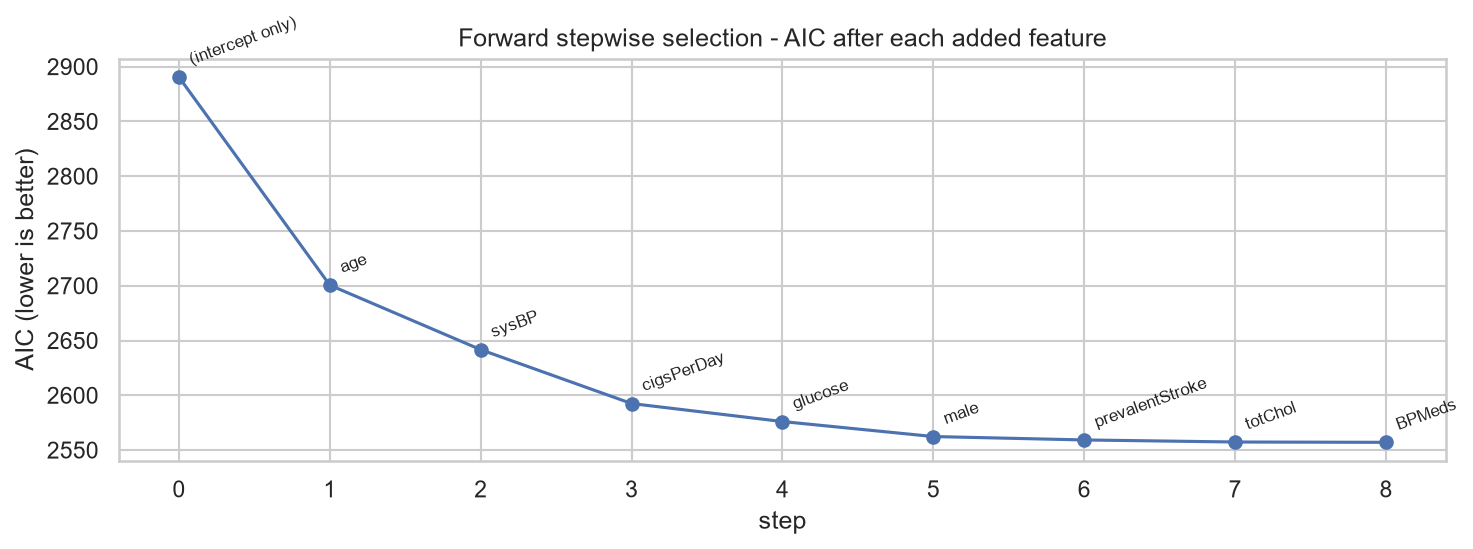 Forward stepwise selection - AIC after each added feature
AIC (lower is better)
2900
2850
2800
2750
2700
2650
2600
2550
(intercept only)
age
sysBP
cigsPerDay
glucose
male
prevalentStroke
totChol
BPMeds
0 1 2 3 4 5 6 7 8
step